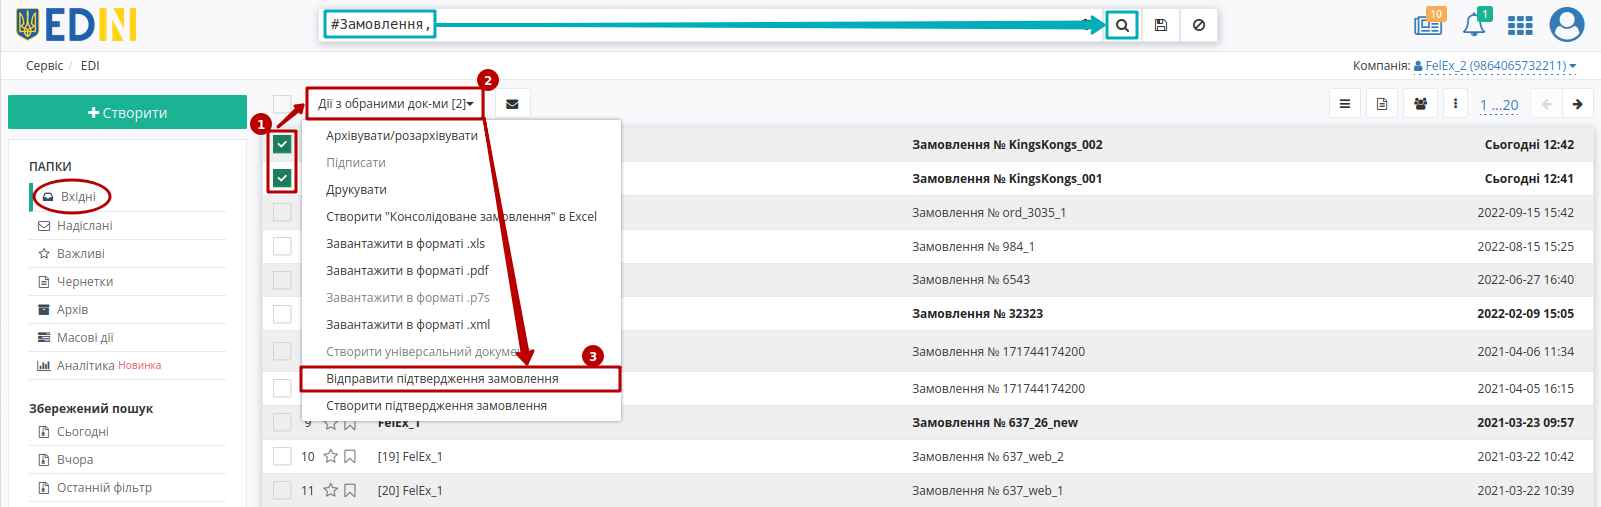 EDIN
#Замовлення,
10
1
Сервіс / EDI
Компанія: FelEx_2 (9864065732211)
2
Створити
Дії з обраними док-ми [2]
1 ...20
1
Архівувати/розархівувати
Підписати
Друкувати
Створити "Консолідоване замовлення" в Excel
Завантажити в форматі .xls
Завантажити в форматі .pdf
Завантажити в форматі .p7s
Завантажити в форматі .xml
Створити універсальний докуме
3
Відправити підтвердження замовлення
Створити підтвердження замовлення
ПАПКИ
Вхідні
Надіслані
Важливі
Чернетки
Архів
Масові дії
Аналітика Новинка
Збережений пошук
Сьогодні
Вчора
Останній фільтр
Замовлення № KingsKongs_002 Сьогодні 12:42
Замовлення № KingsKongs_001 Сьогодні 12:41
Замовлення № ord_3035_1 2022-09-15 15:42
Замовлення № 984_1 2022-08-15 15:25
Замовлення № 6543 2022-06-27 16:40
Замовлення № 32323 2022-02-09 15:05
Замовлення № 171744174200 2021-04-06 11:34
Замовлення № 171744174200 2021-04-05 16:15
9 FelEx_1 Замовлення № 637_26_new 2021-03-23 09:57
10 [19] FelEx_1 Замовлення № 637_web_2 2021-03-22 10:42
11 [20] FelEx_1 Замовлення № 637_web_1 2021-03-22 10:39